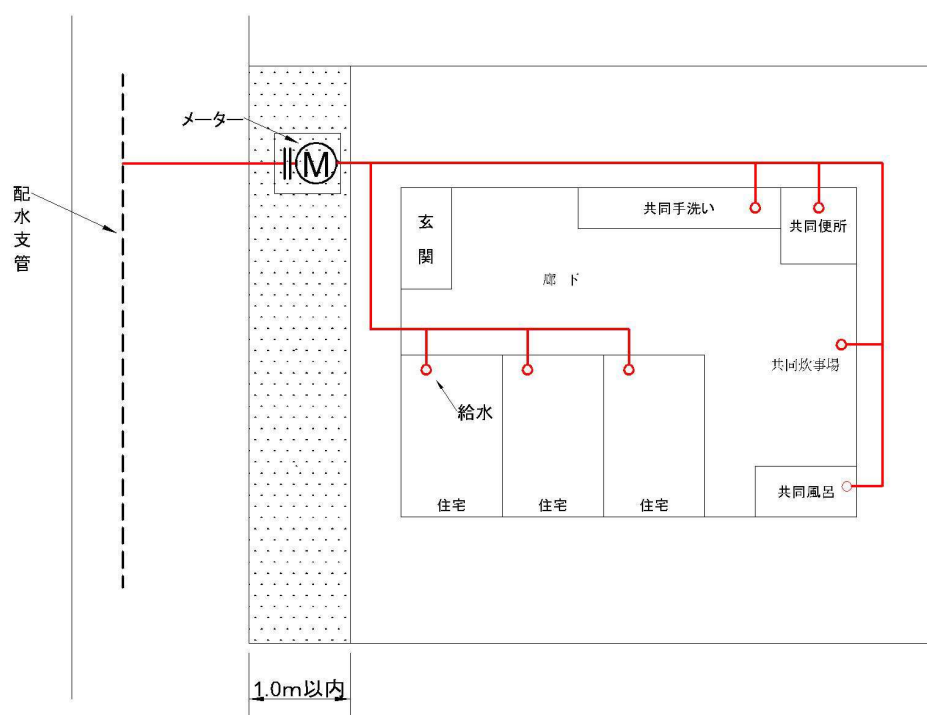 メーター
M
配水支管
玄関
共同手洗い
共同便所
廊 下
共同炊事場
給水
住宅
住宅
住宅
共同風呂
1.0m以内